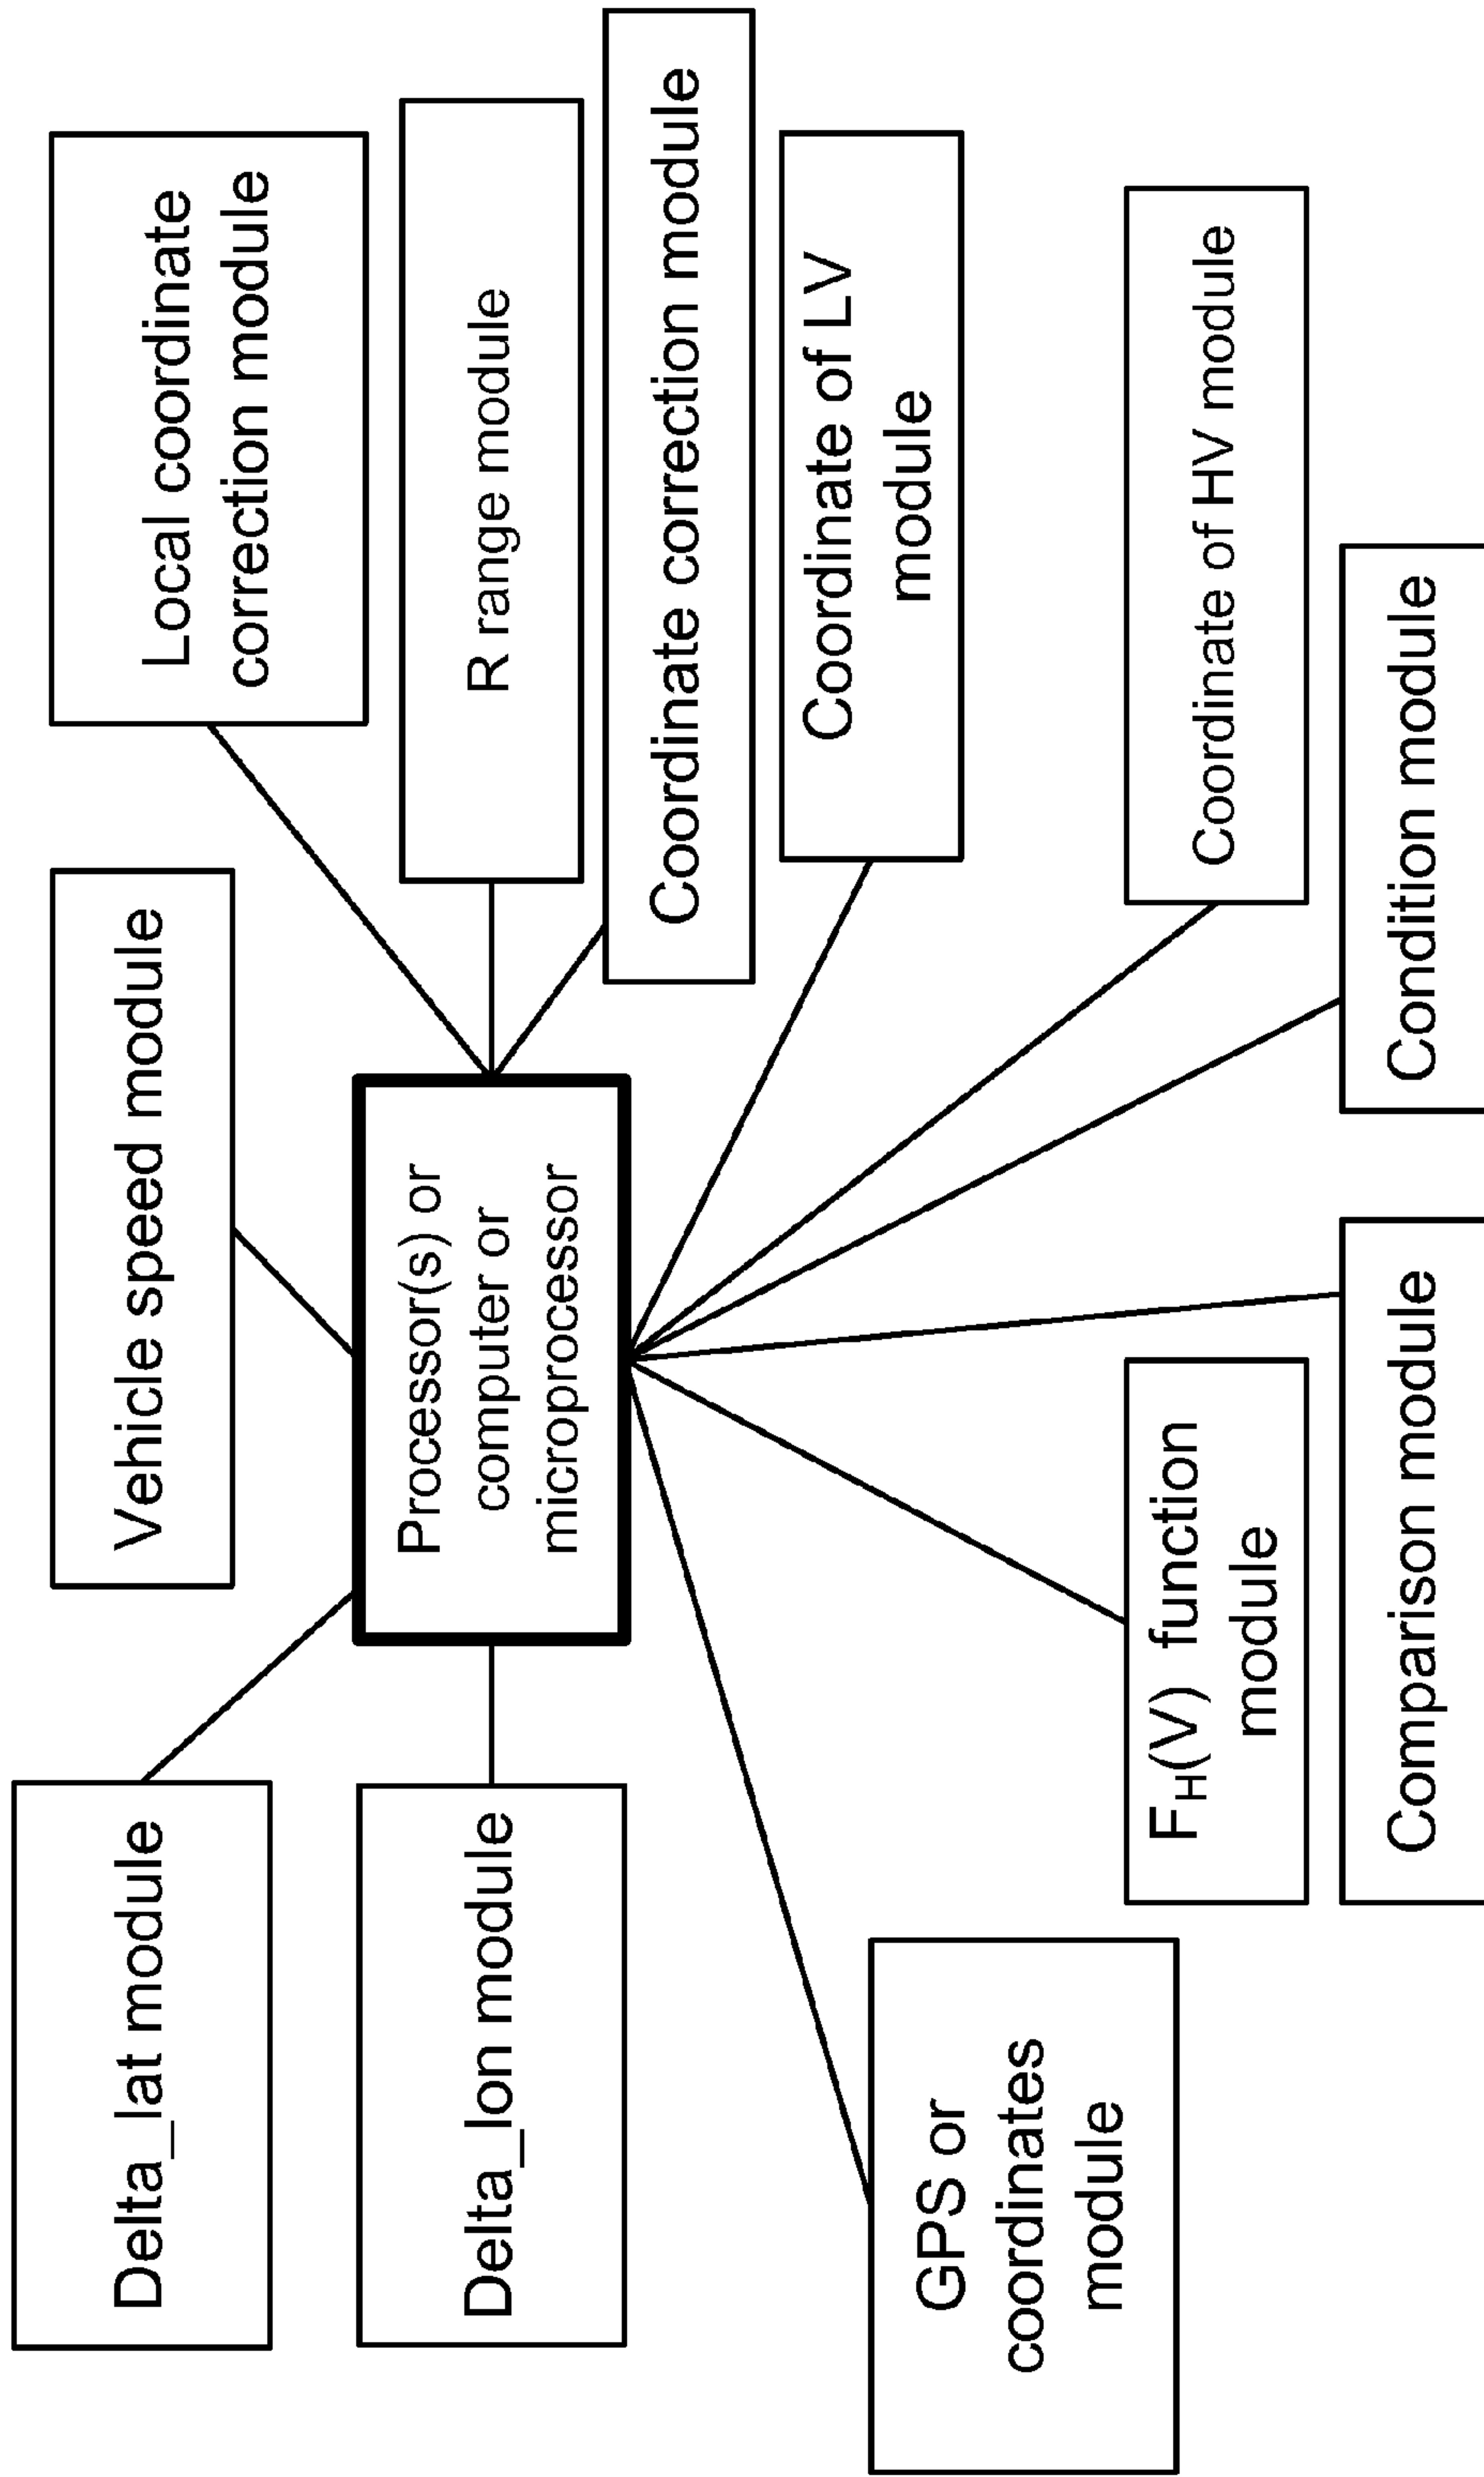 Delta_lat module
Vehicle speed module
Local coordinate
correction module
Delta_lon module
Processor(s) or
computer or
microprocessor
R range module
Coordinate correction module
Coordinate of LV
module
GPS or
coordinates
module
F_H(V) function
module
Coordinate of HV module
Comparison module
Condition module